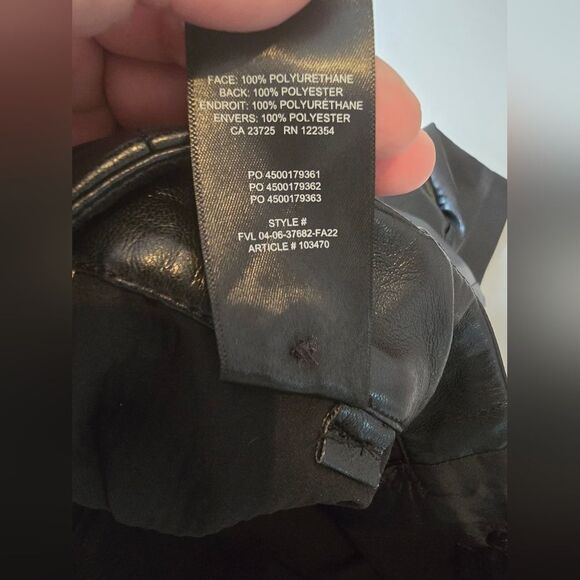 FACE: 100% POLYURETHANE
BACK: 100% POLYESTER
ENDROIT: 100% POLYURÉTHANE
ENVERS: 100% POLYESTER
CA 23725 RN 122354
PO 4500179361
PO 4500179362
PO 4500179363
STYLE #
FVL 04-06-37682-FA22
ARTICLE # 103470